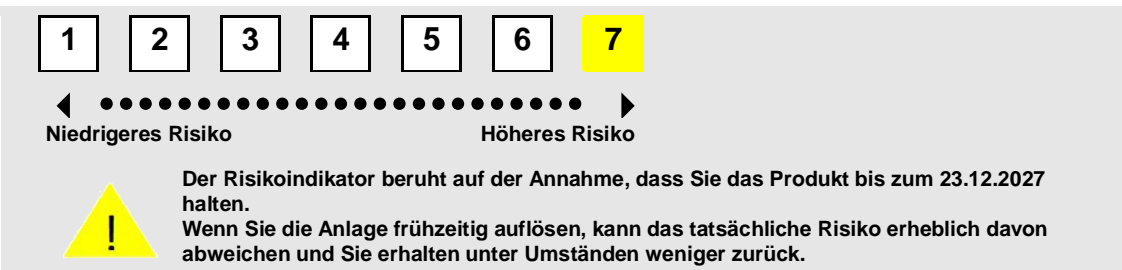 1 2 3 4 5 6 7
Niedrigeres Risiko Höheres Risiko
Der Risikoindikator beruht auf der Annahme, dass Sie das Produkt bis zum 23.12.2027
halten.
! Wenn Sie die Anlage frühzeitig auflösen, kann das tatsächliche Risiko erheblich davon
abweichen und Sie erhalten unter Umständen weniger zurück.